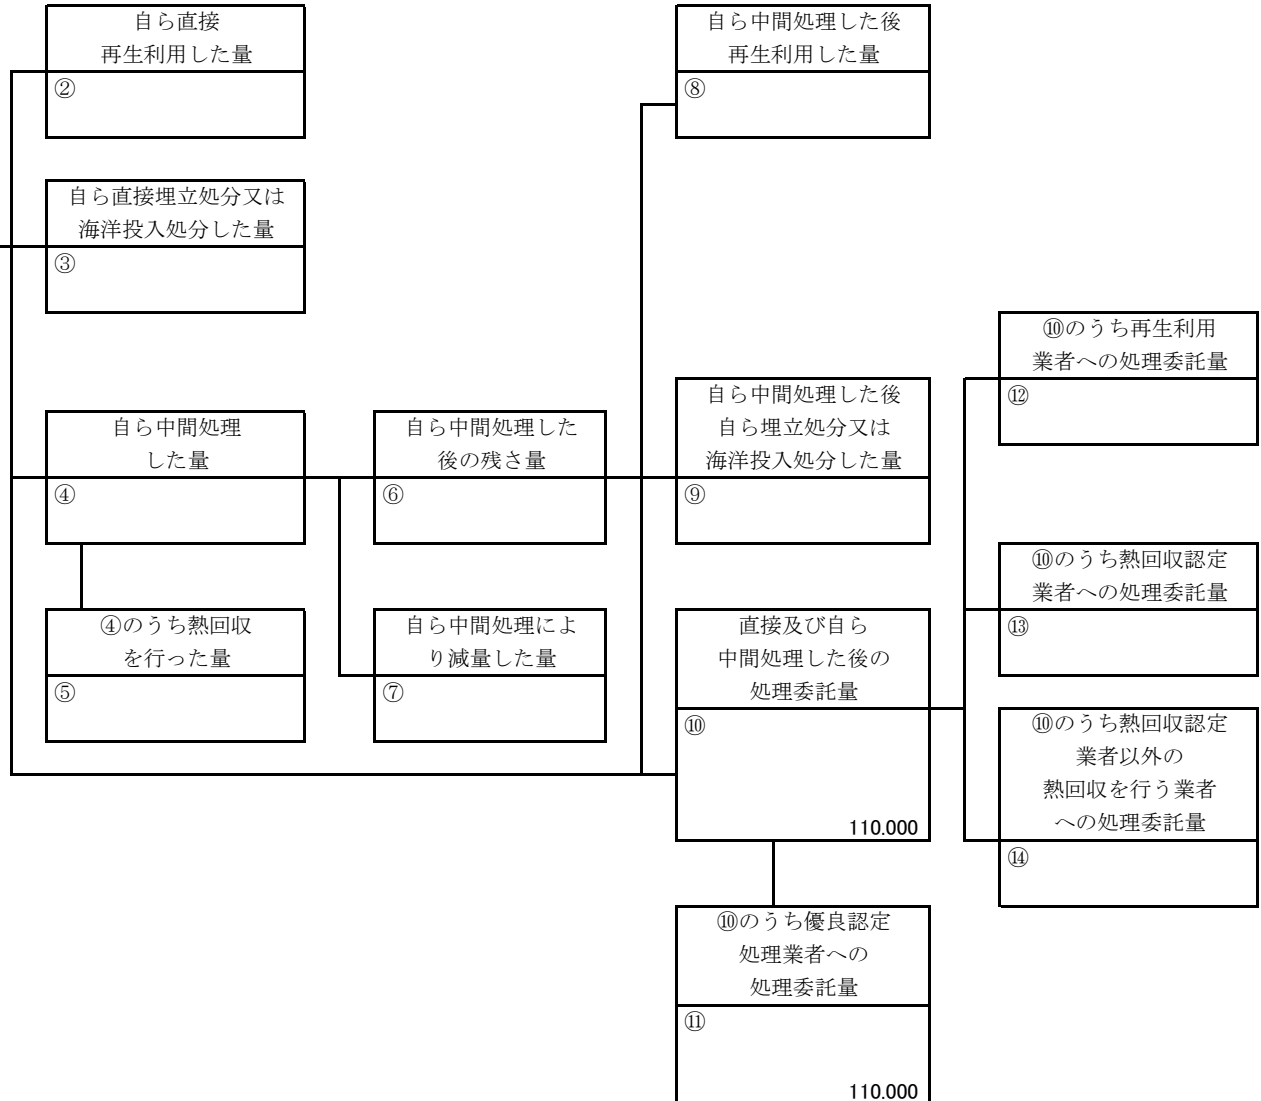 自ら直接
再生利用した量
②
自ら中間処理した後
再生利用した量
⑧
自ら直接埋立処分又は
海洋投入処分した量
③
⑩のうち再生利用
業者への処理委託量
⑫
自ら中間処理
した量
④
自ら中間処理した
後の残さ量
⑥
自ら中間処理した後
自ら埋立処分又は
海洋投入処分した量
⑨
⑩のうち熱回収認定
業者への処理委託量
⑬
④のうち熱回収
を行った量
⑤
自ら中間処理によ
り減量した量
⑦
直接及び自ら
中間処理した後の
処理委託量
⑩
110.000
⑩のうち熱回収認定
業者以外の
熱回収を行う業者
への処理委託量
⑭
⑩のうち優良認定
処理業者への
処理委託量
⑪
110.000